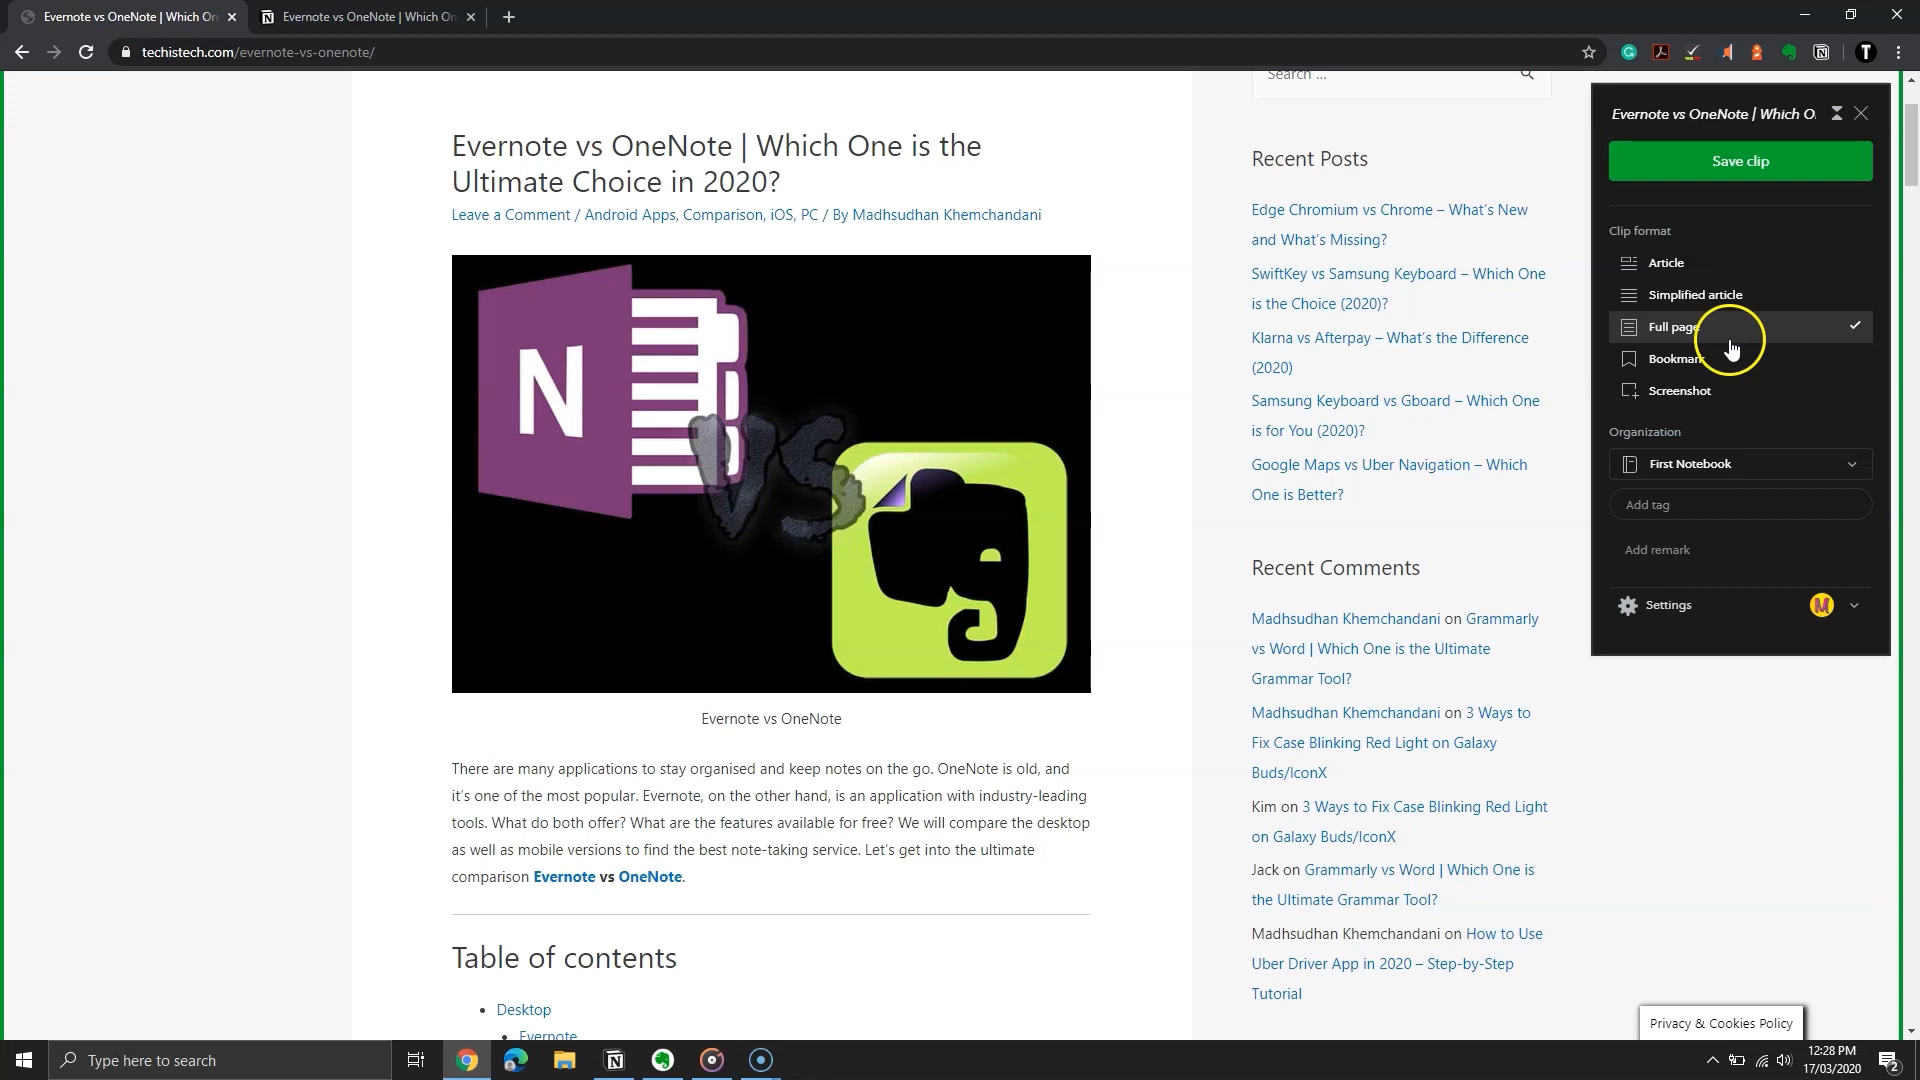 Evernote vs OneNote | Which On
Evernote vs OneNote | Which On
techistech.com/evernote-vs-onenote/
T
Search ...
Evernote vs OneNote | Which One is the
Ultimate Choice in 2020?
Leave a Comment / Android Apps, Comparison, iOS, PC / By Madhsudhan Khemchandani
N
VS
Evernote vs OneNote
There are many applications to stay organised and keep notes on the go. OneNote is old, and
it's one of the most popular. Evernote, on the other hand, is an application with industry-leading
tools. What do both offer? What are the features available for free? We will compare the desktop
as well as mobile versions to find the best note-taking service. Let's get into the ultimate
comparison Evernote vs OneNote.
Table of contents
• Desktop
• Evernote
Recent Posts
Edge Chromium vs Chrome – What's New
and What's Missing?
SwiftKey vs Samsung Keyboard – Which One
is the Choice (2020)?
Klarna vs Afterpay – What's the Difference
(2020)
Samsung Keyboard vs Gboard – Which One
is for You (2020)?
Google Maps vs Uber Navigation – Which
One is Better?
Recent Comments
Madhsudhan Khemchandani on Grammarly
vs Word | Which One is the Ultimate
Grammar Tool?
Madhsudhan Khemchandani on 3 Ways to
Fix Case Blinking Red Light on Galaxy
Buds/IconX
Kim on 3 Ways to Fix Case Blinking Red Light
on Galaxy Buds/IconX
Jack on Grammarly vs Word | Which One is
the Ultimate Grammar Tool?
Madhsudhan Khemchandani on How to Use
Uber Driver App in 2020 – Step-by-Step
Tutorial
Evernote vs OneNote | Which O
Save clip
Clip format
Article
Simplified article
Full page
Bookmark
Screenshot
Organization
First Notebook
Add tag
Add remark
Settings
M
Privacy & Cookies Policy
Type here to search
12:28 PM
17/03/2020
2